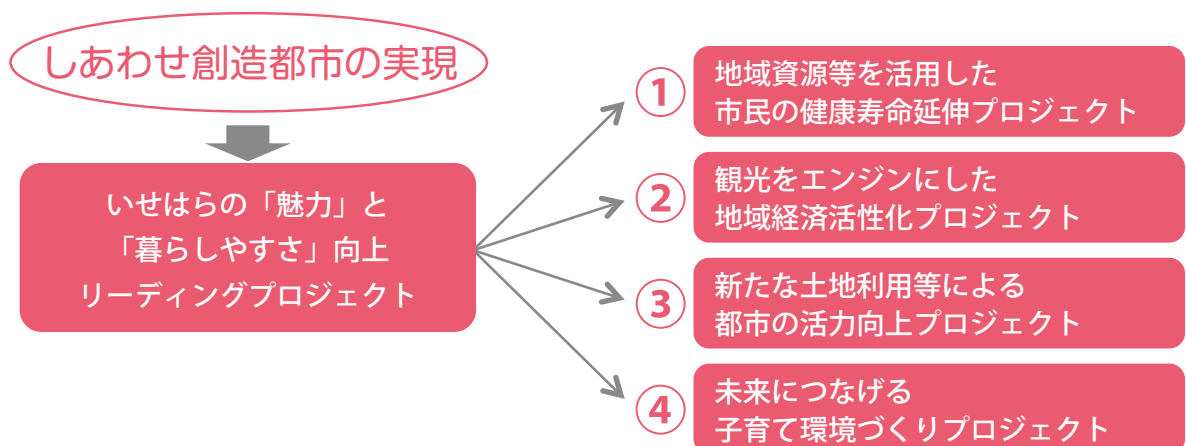 しあわせ創造都市の実現
いせはらの「魅力」と
「暮らしやすさ」向上
リーディングプロジェクト
1
地域資源等を活用した
市民の健康寿命延伸プロジェクト
2
観光をエンジンにした
地域経済活性化プロジェクト
3
新たな土地利用等による
都市の活力向上プロジェクト
4
未来につなげる
子育て環境づくりプロジェクト